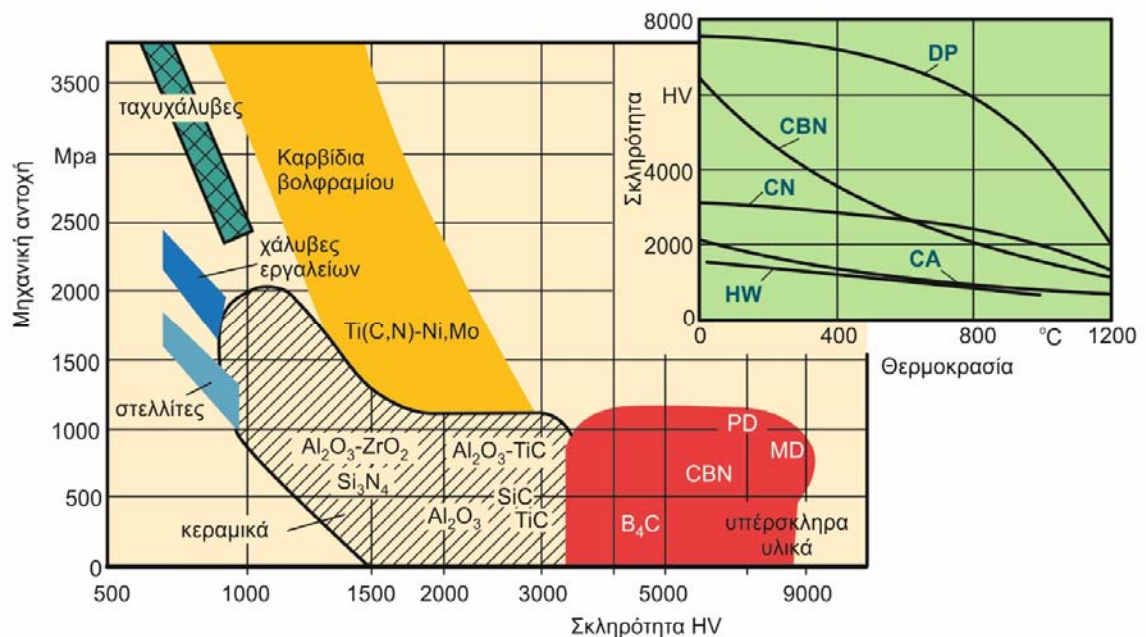 8000
HV
4000
2000
0
Σκληρότητα
DP
CBN
CN
CA
HW
0
400
800
°C
1200
Θερμοκρασία
Μηχανική αντοχή
3500
Mpa
2500
2000
1500
1000
500
0
ταχυχάλυβες
Καρβίδια
βολφραμίου
χάλυβες
εργαλείων
Ti(C,N)-Ni,Mo
στελλίτες
Al₂O₃-ZrO₂
Al₂O₃-TiC
Si₃N₄
SiC
κεραμικά
Al₂O₃
TiC
PD
MD
CBN
B₄C
υπέρσκληρα
υλικά
500
1000
1500
2000
3000
5000
9000
Σκληρότητα HV